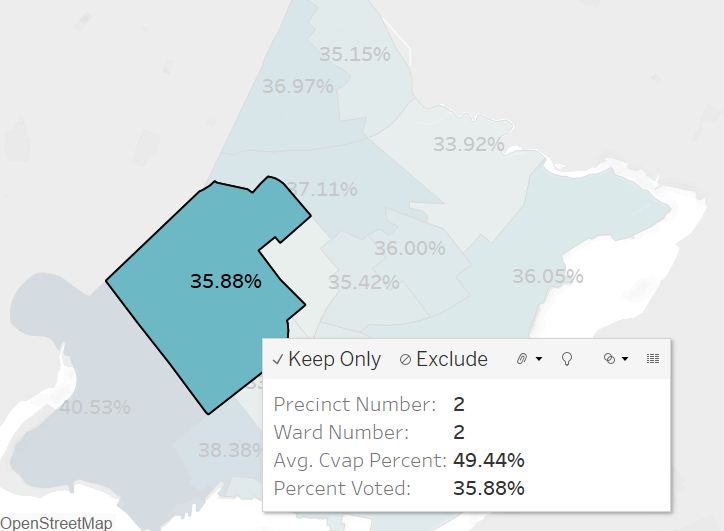 35.15%
36.97%
33.92%
37.11%
36.00%
35.88%
35.42%
36.05%
Keep Only Exclude
40.53%
Precinct Number: 2
Ward Number: 2
38.38%
Avg. Cvap Percent: 49.44%
Percent Voted: 35.88%
OpenStreetMap